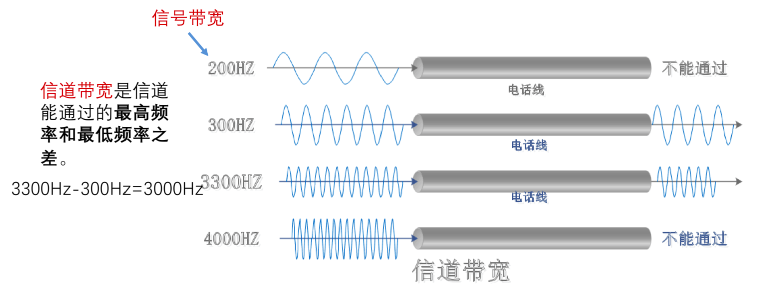 信号带宽
200HZ
不能通过
电话线
信道带宽是信道
能通过的最高频
率和最低频率之
差。
300HZ
电话线
3300Hz-300Hz=3000Hz
3300HZ
电话线
4000HZ
不能通过
信道带宽